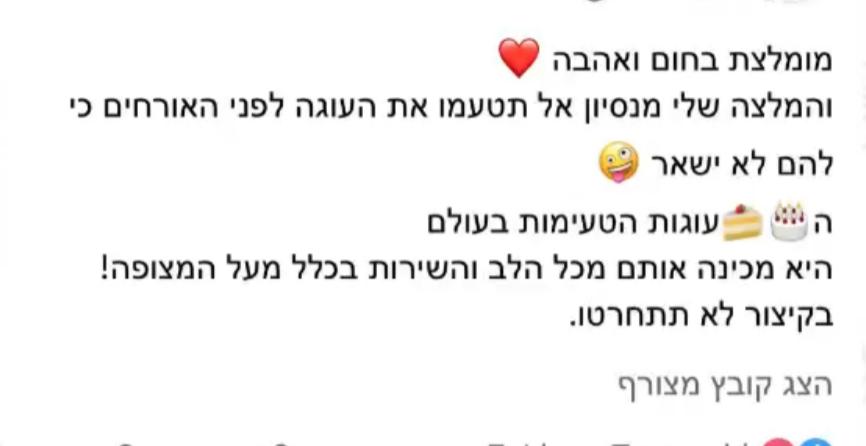 מומלצת בחום ואהבה ❤️
והמלצה שלי מנסיון אל תטעמו את העוגה לפני האורחים כי
להם לא ישאר 🤪
ה🎂🍰עוגות הטעימות בעולם
היא מכינה אותם מכל הלב והשירות בכלל מעל המצופה!
בקיצור לא תתחרטו.
הצג קובץ מצורף